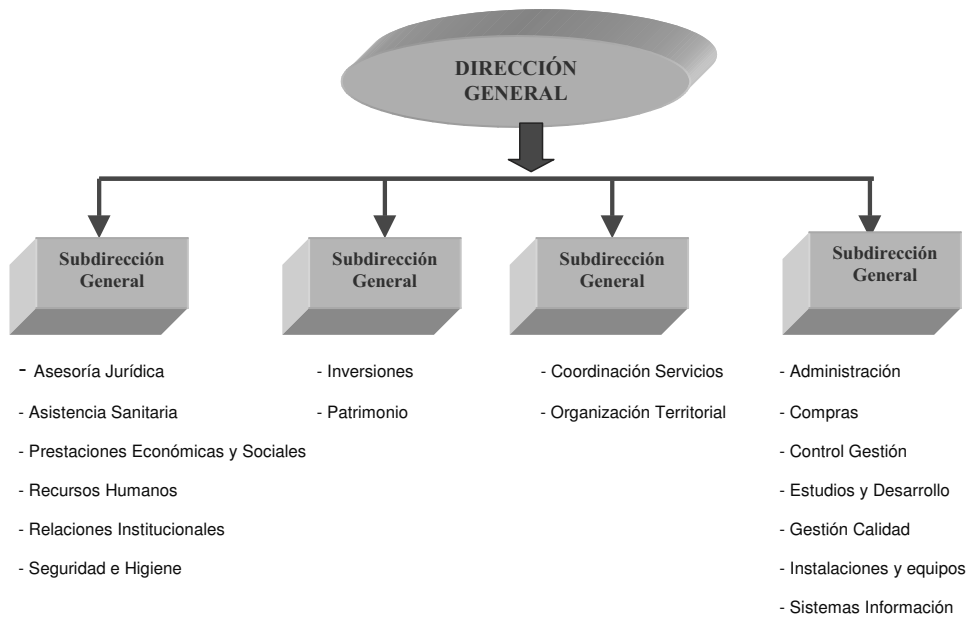 DIRECCIÓN
GENERAL
Subdirección
General
- Asesoría Jurídica
- Asistencia Sanitaria
- Prestaciones Económicas y Sociales
- Recursos Humanos
- Relaciones Institucionales
- Seguridad e Higiene
Subdirección
General
- Inversiones
- Patrimonio
Subdirección
General
- Coordinación Servicios
- Organización Territorial
Subdirección
General
- Administración
- Compras
- Control Gestión
- Estudios y Desarrollo
- Gestión Calidad
- Instalaciones y equipos
- Sistemas Información